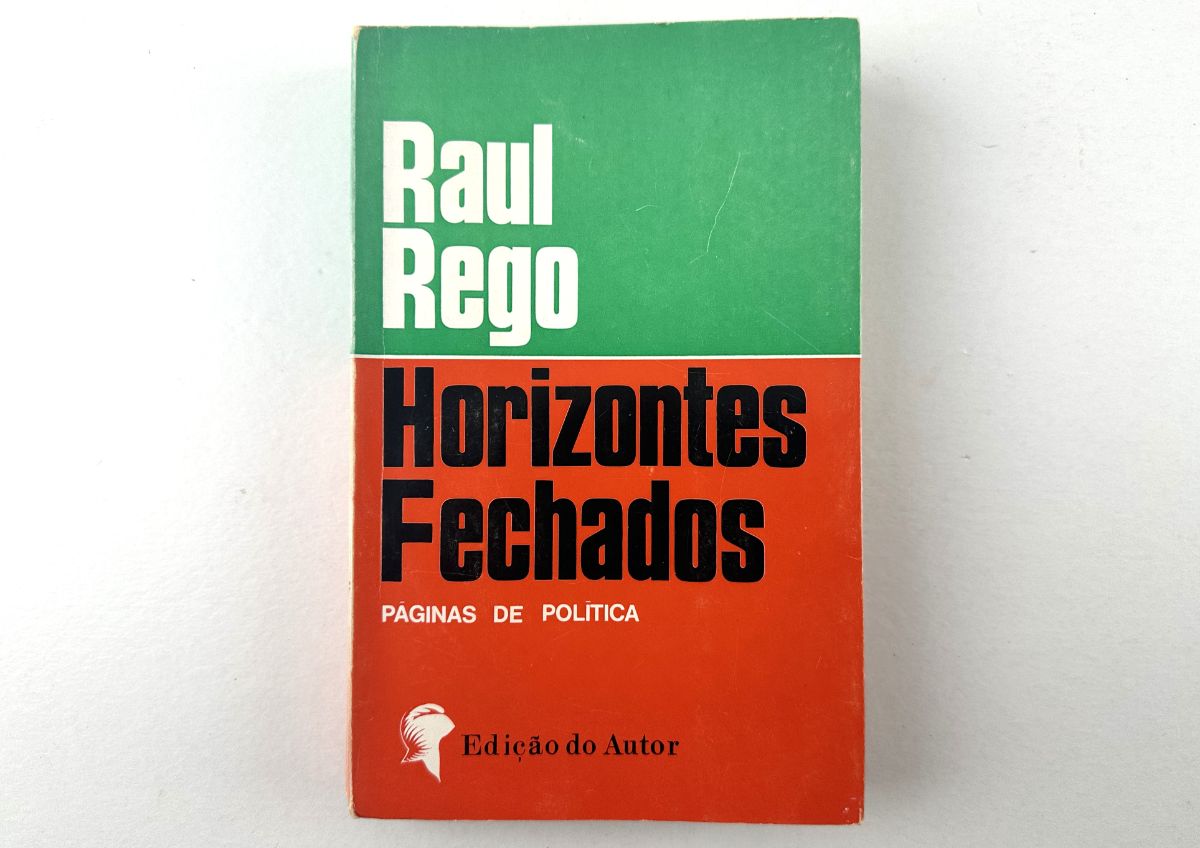 Raul
Rego
Horizontes
Fechados
PÁGINAS DE POLÍTICA
Edição do Autor